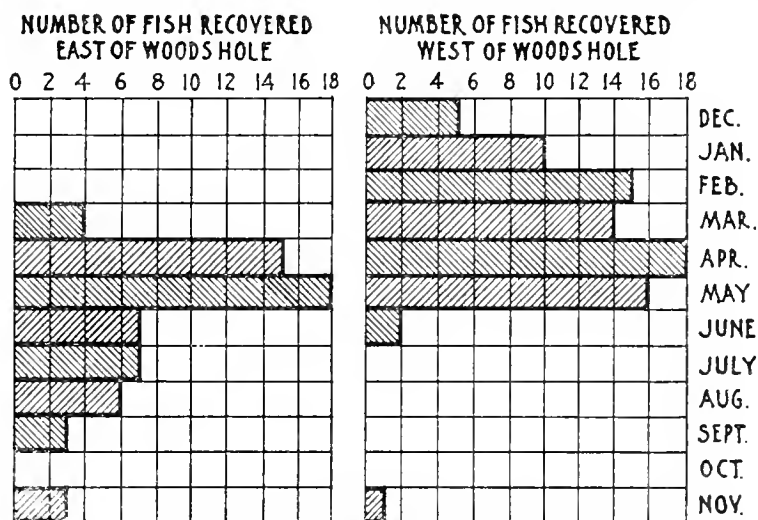 NUMBER OF FISH RECOVERED
EAST OF WOODS HOLE
0 2 4 6 8 10 12 14 16 18
NUMBER OF FISH RECOVERED
WEST OF WOODS HOLE
0 2 4 6 8 10 12 14 16 18
DEC.
JAN.
FEB.
MAR.
APR.
MAY
JUNE
JULY
AUG.
SEPT.
OCT.
NOV.